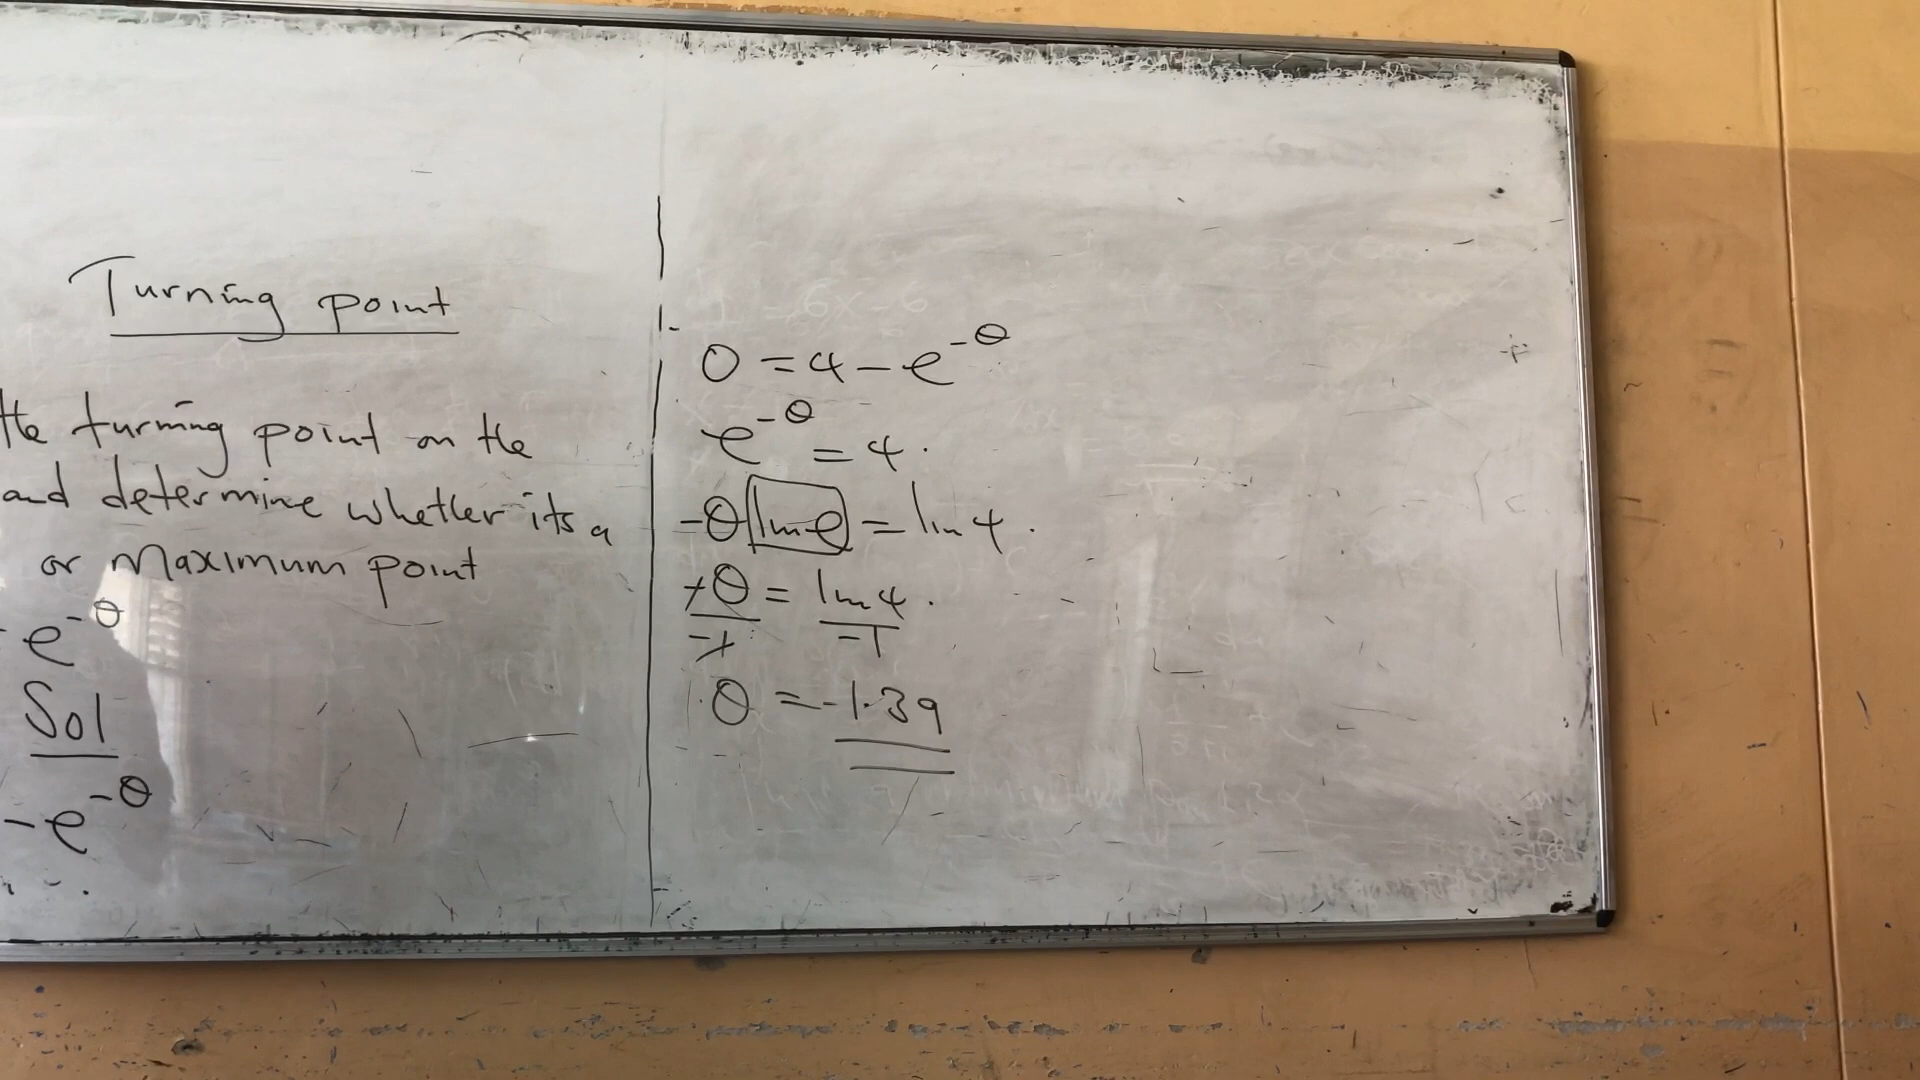 Turning point
the turning point on the
and determine whether its a
or Maximum point
e^-θ
Sol
-e^-θ
0 = 4 - e^-θ
e^-θ = 4.
-θ ln e = ln 4.
-θ = ln 4.
-1 -1
θ = -1.39